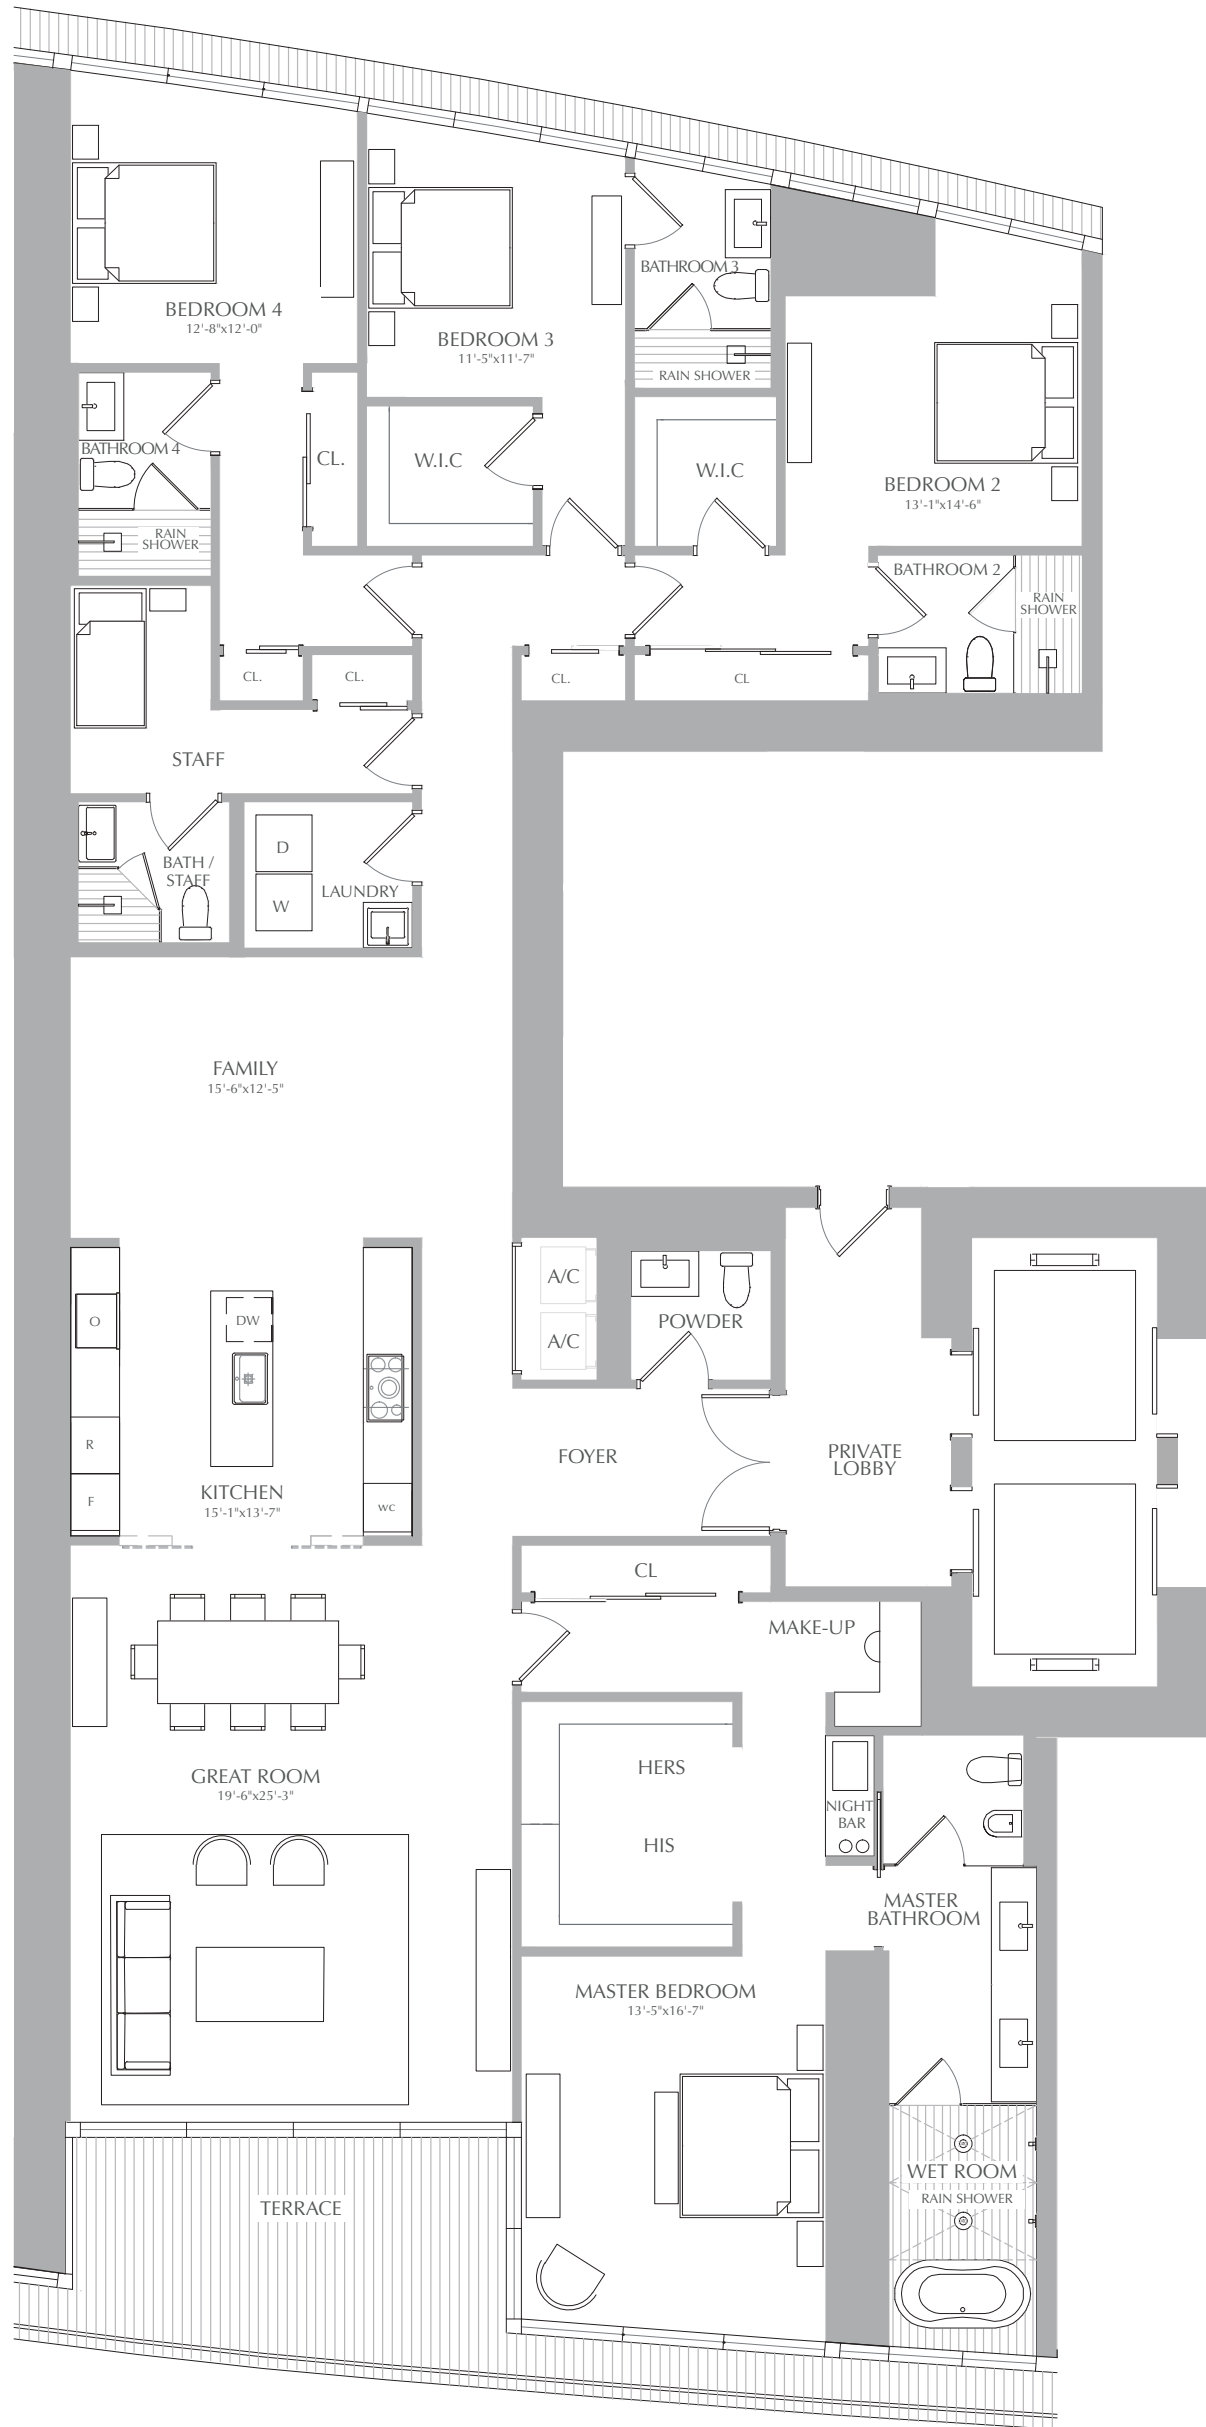 BEDROOM 4
12'-8"x12'-0"
BEDROOM 3
11'-5"x11'-7"
BATHROOM 3
RAIN SHOWER
BATHROOM 4
RAIN
SHOWER
CL.
W.I.C
W.I.C
BEDROOM 2
13'-1"x14'-6"
BATHROOM 2
RAIN
SHOWER
CL.
CL.
CL.
CL
STAFF
BATH /
STAFF
D
W
LAUNDRY
FAMILY
15'-6"x12'-5"
A/C
A/C
POWDER
O
DW
R
F
KITCHEN
15'-1"x13'-7"
wc
FOYER
PRIVATE
LOBBY
CL
MAKE-UP
GREAT ROOM
19'-6"x25'-3"
HERS
HIS
NIGHT
BAR
MASTER
BATHROOM
MASTER BEDROOM
13'-5"x16'-7"
WET ROOM
RAIN SHOWER
TERRACE